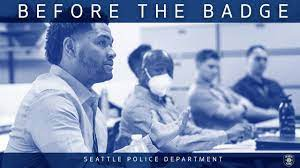 BEFORE THE BADGE
SEATTLE POLICE DEPARTMENT